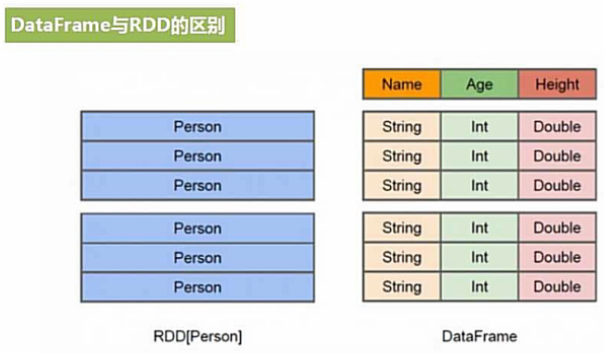 DataFrame与RDD的区别
Name Age Height
Person String Int Double
Person String Int Double
Person String Int Double
Person String Int Double
Person String Int Double
Person String Int Double
RDD[Person] DataFrame